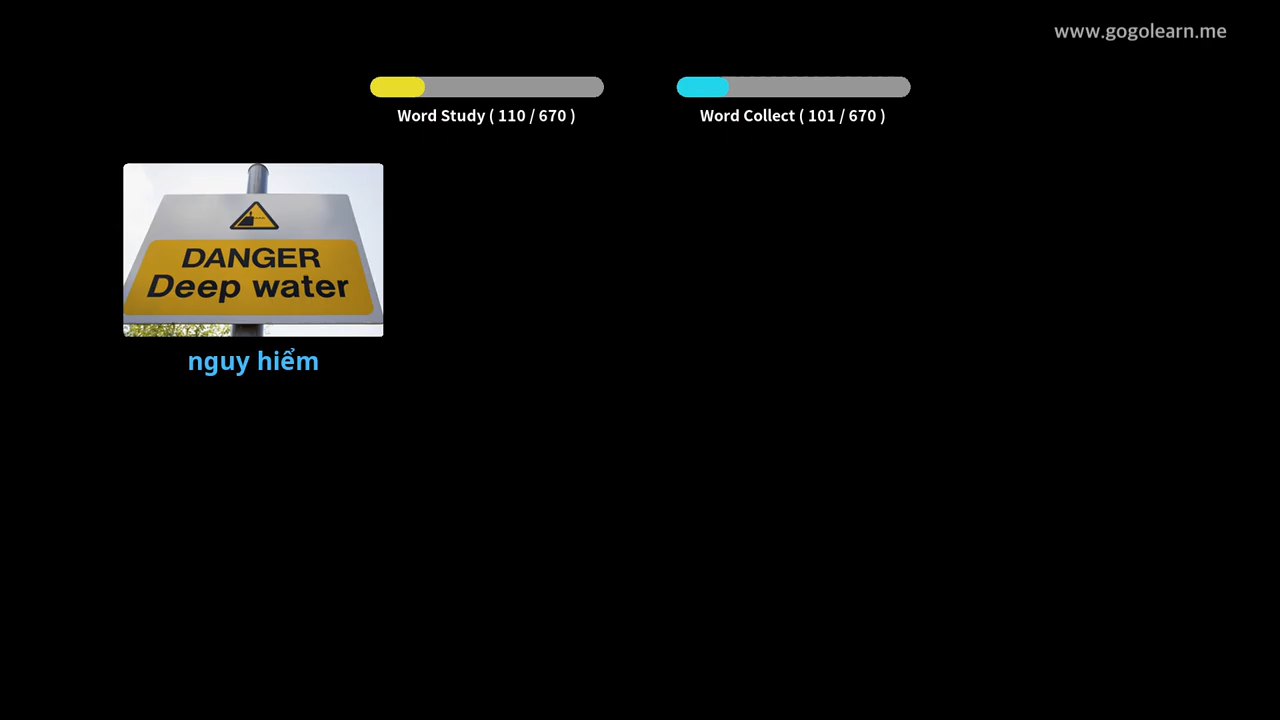 www.gogolearn.me
Word Study ( 110 / 670 )
Word Collect ( 101 / 670 )
DANGER
Deep water
nguy hiểm